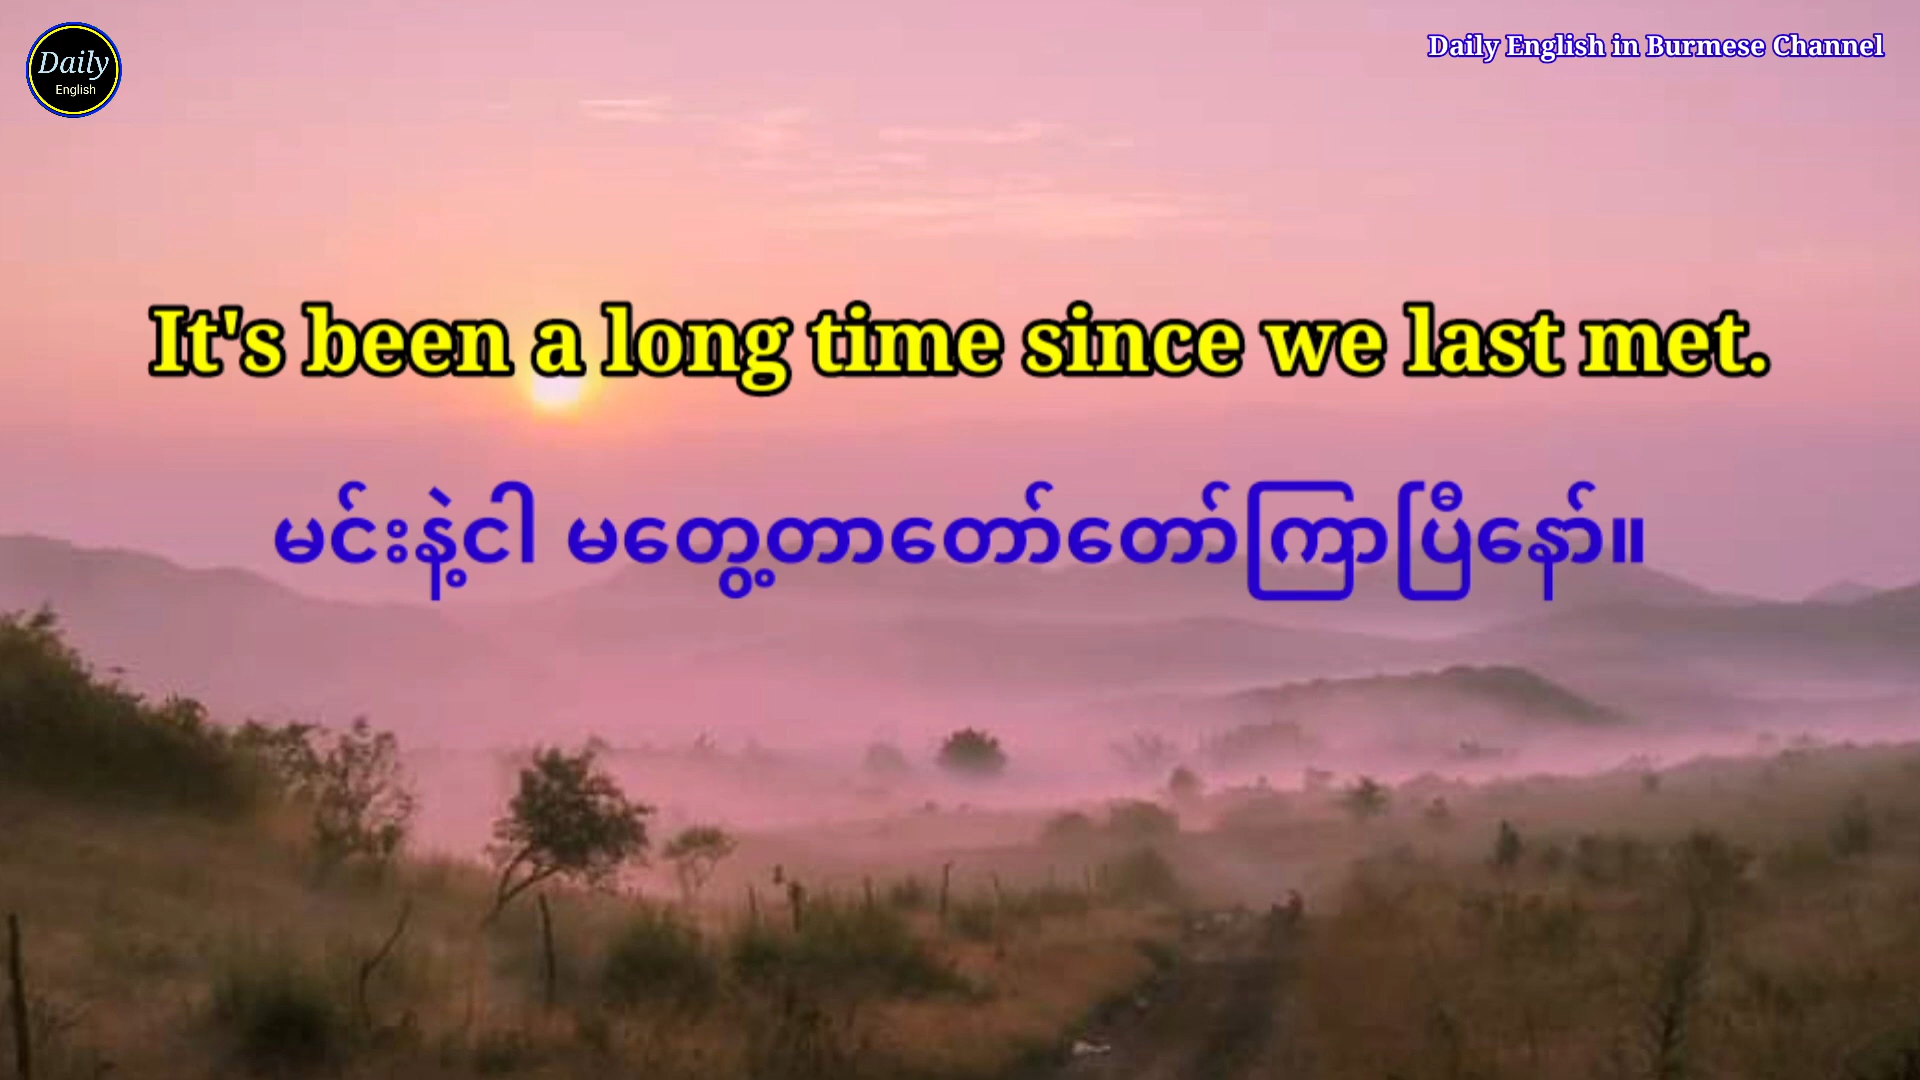 Daily
English
Daily English in Burmese Channel
It's been a long time since we last met.
မင်းနဲ့ငါ မတွေ့တာတော်တော်ကြာပြီနော်။